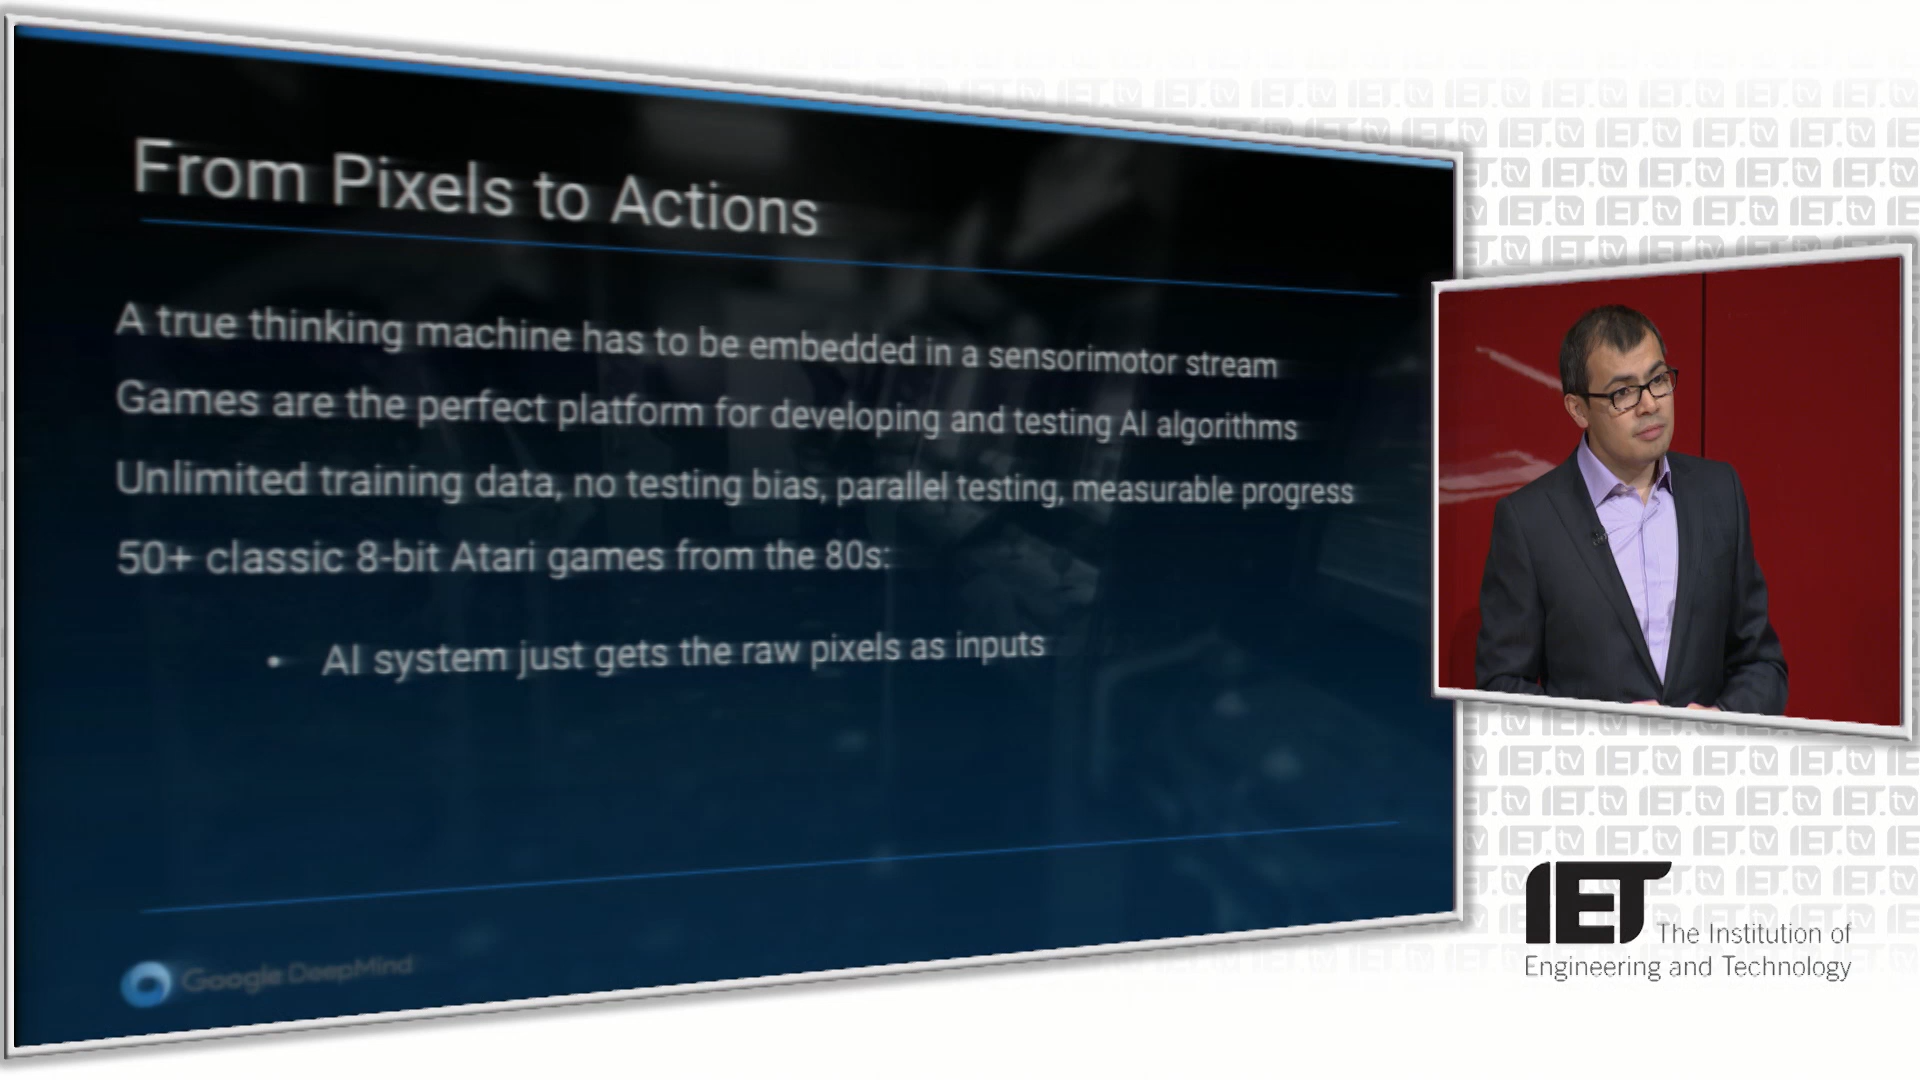 From Pixels to Actions
A true thinking machine has to be embedded in a sensorimotor stream
Games are the perfect platform for developing and testing AI algorithms
Unlimited training data, no testing bias, parallel testing, measurable progress
50+ classic 8-bit Atari games from the 80s:
• AI system just gets the raw pixels as inputs
Google DeepMind
IET The Institution of
Engineering and Technology
IET.tv